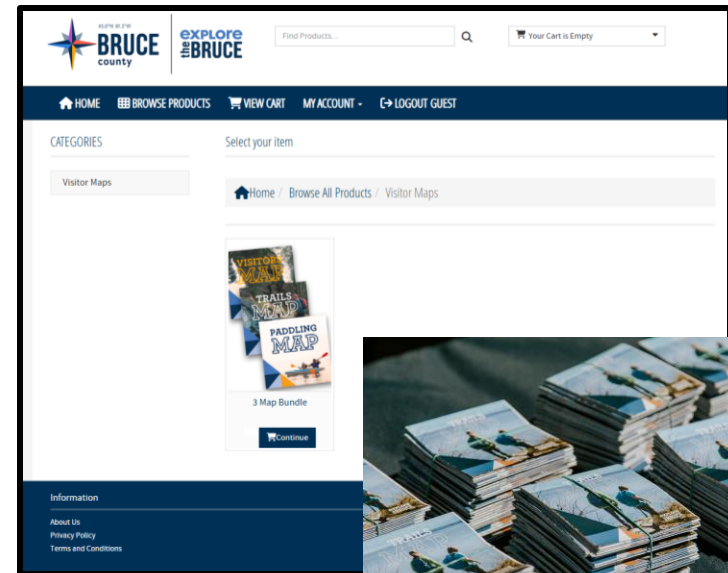 BRUCE
county
explore
the BRUCE
Find Products...
Your Cart is Empty
HOME
BROWSE PRODUCTS
VIEW CART
MY ACCOUNT
LOGOUT GUEST
CATEGORIES
Select your item
Visitor Maps
Home / Browse All Products / Visitor Maps
VISITORS
MAP
TRAILS
MAP
PADDLING
MAP
3 Map Bundle
Continue
Information
About Us
Privacy Policy
Terms and Conditions
TRAILS
MAP